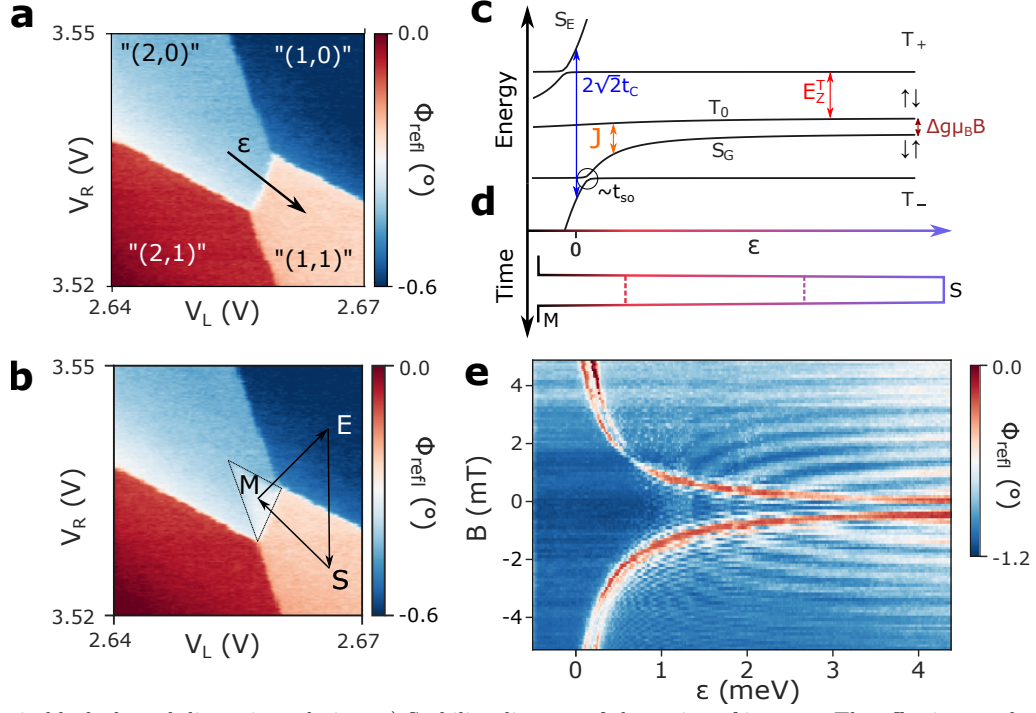 a
3.55
"(2,0)"
"(1,0)"
ε
"(2,1)"
"(1,1)"
V_R (V)
3.52
2.64
V_L (V)
2.67
0.0
Φ_refl (°)
-0.6
b
3.55
E
M
S
V_R (V)
3.52
2.64
V_L (V)
2.67
0.0
Φ_refl (°)
-0.6
c
Energy
S_E
T_+
2√2t_C
E_Z^T
↑↓
T_0
J
Δgμ_BB
S_G
↓↑
~t_so
T_−
d
0
ε
Time
S
M
e
B (mT)
4
2
0
-2
-4
0
1
2
3
4
ε (meV)
0.0
Φ_refl (°)
-1.2